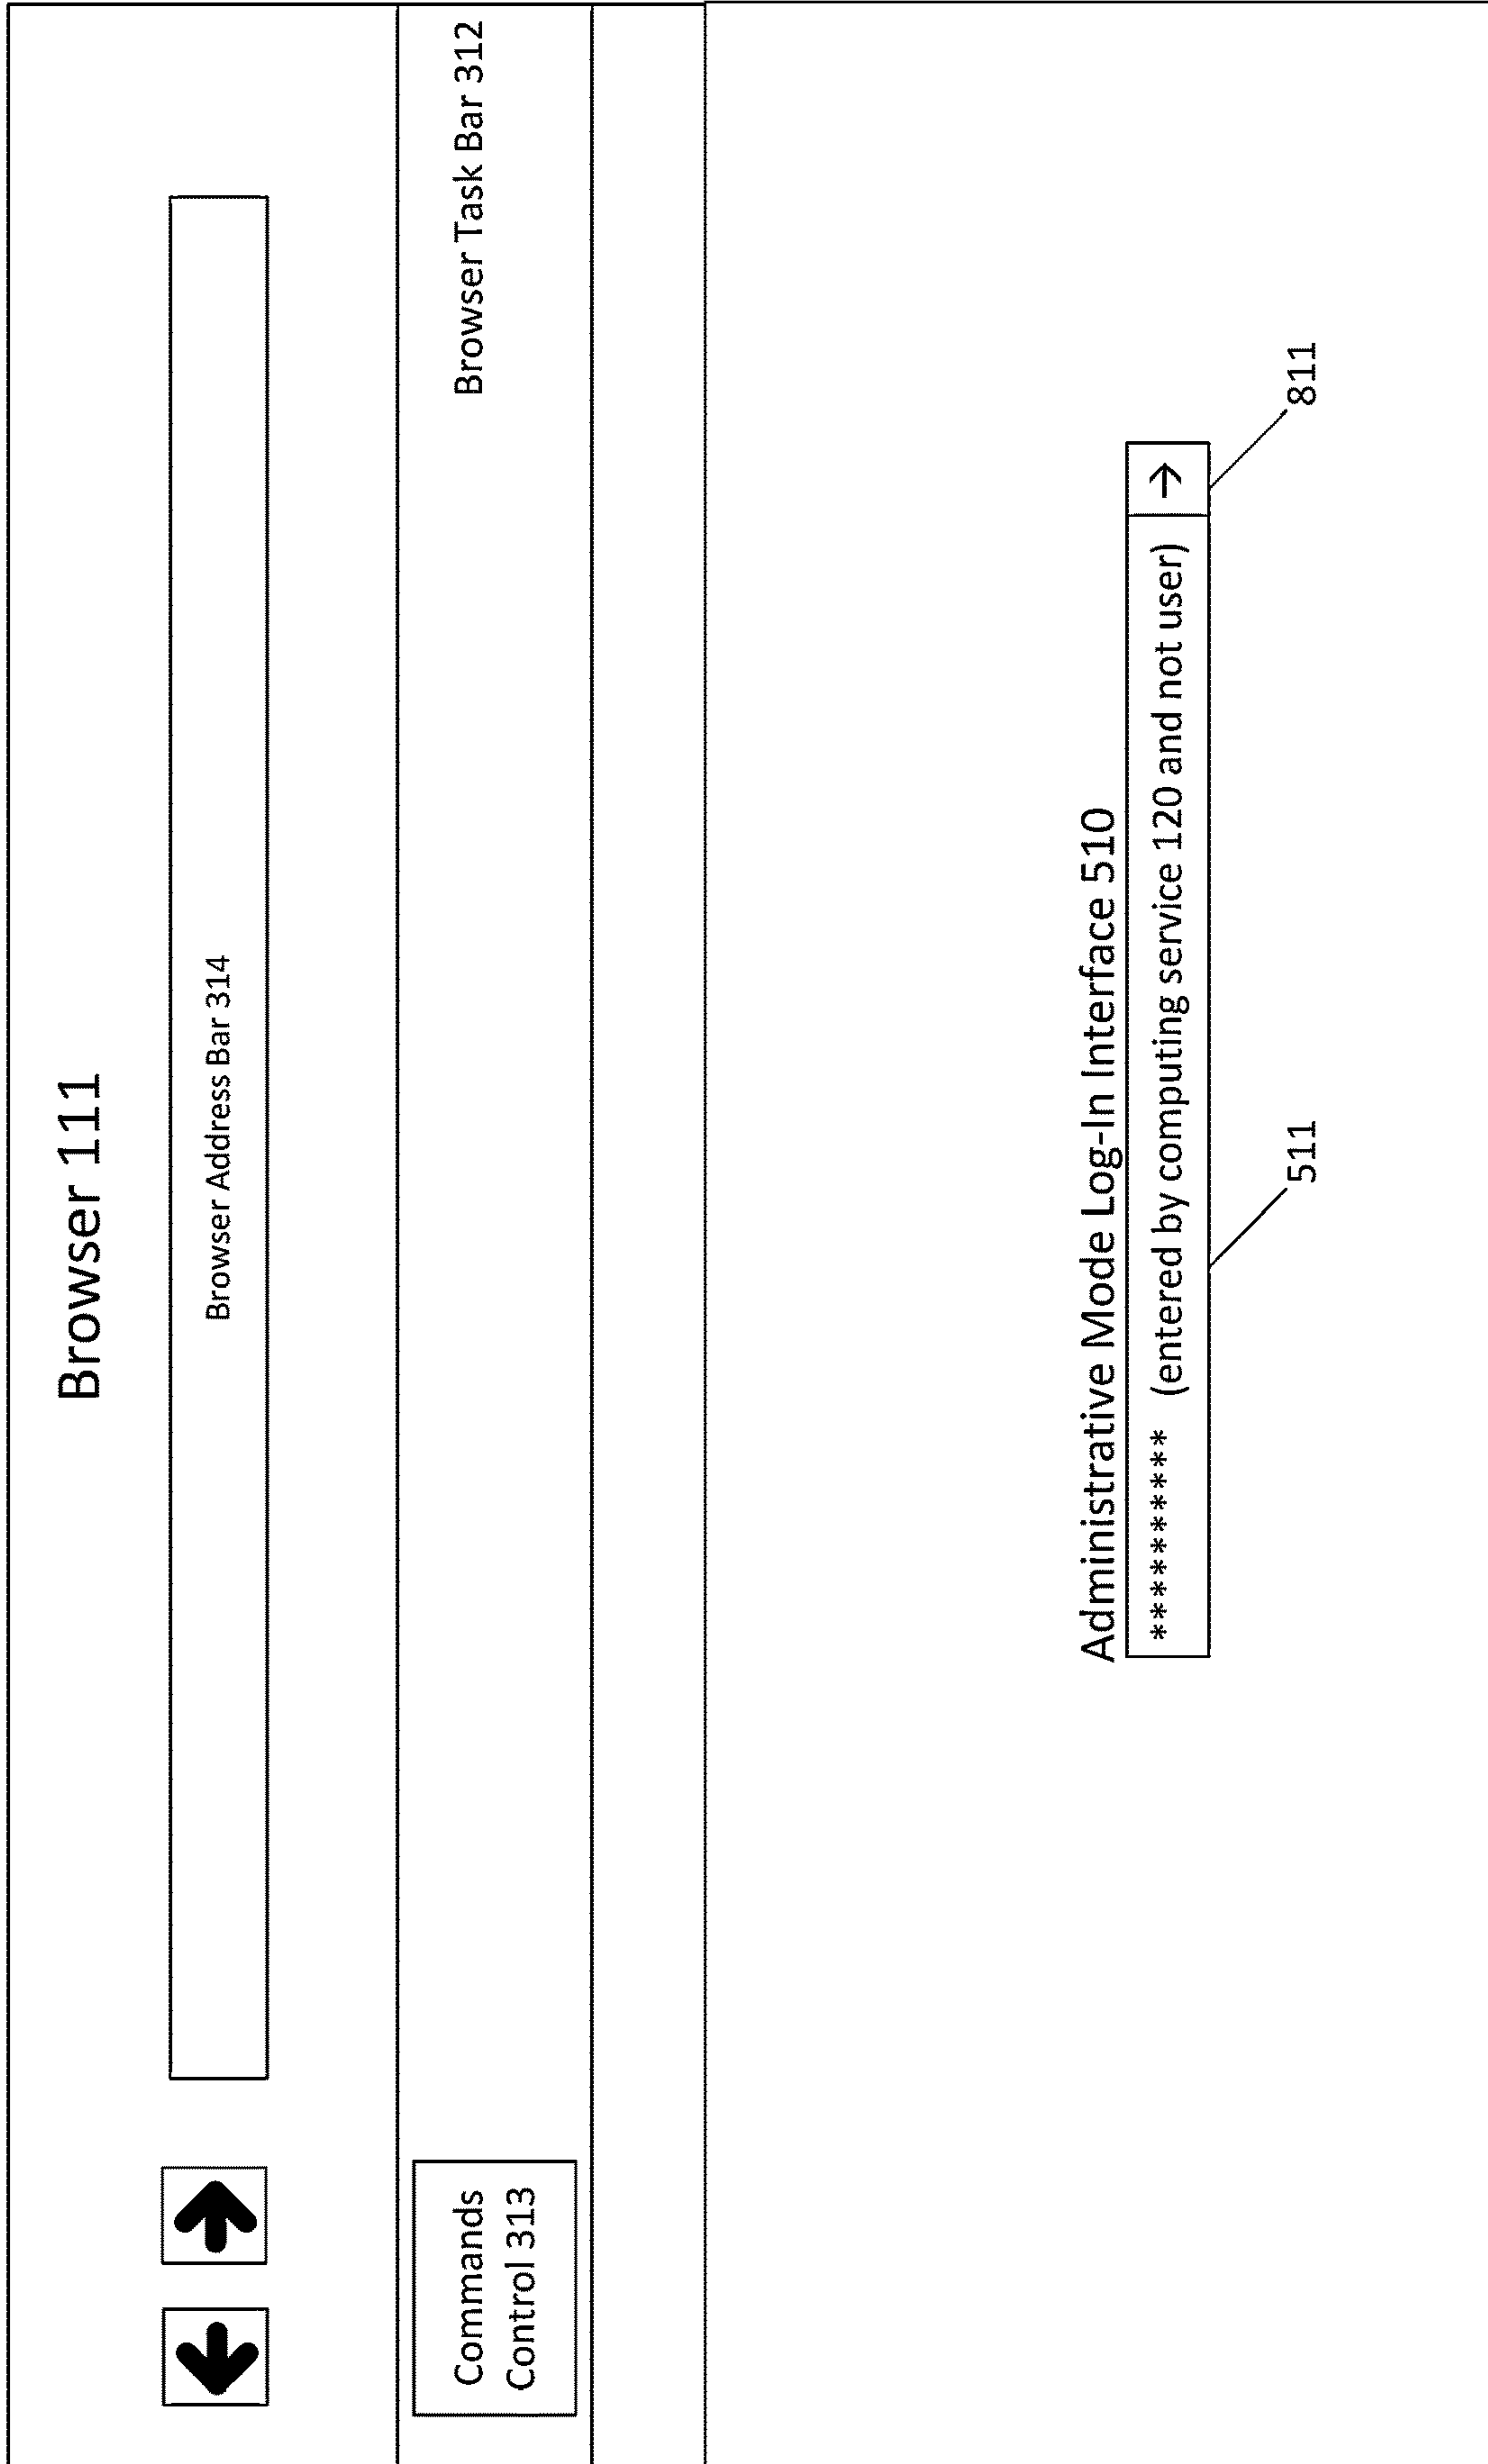 Browser 111
Browser Address Bar 314
Commands
Control 313
Browser Task Bar 312
Administrative Mode Log-In Interface 510
********** (entered by computing service 120 and not user)
511
811